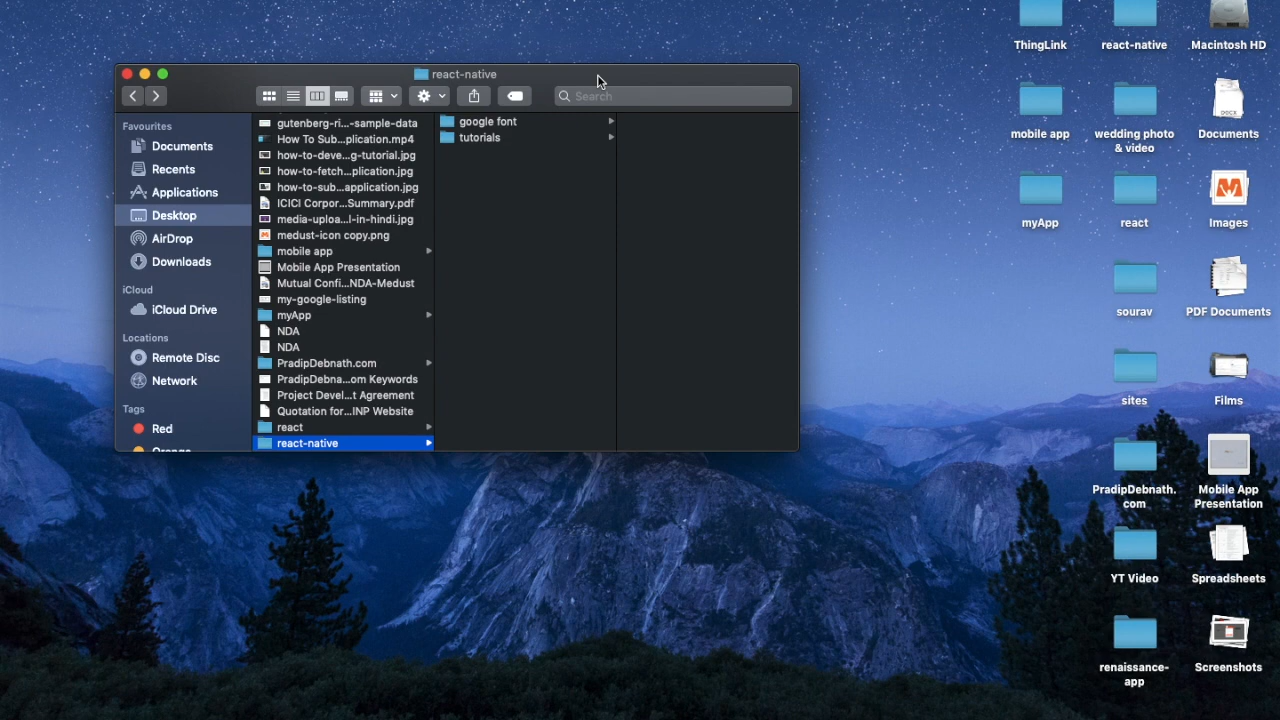 react-native
Search
Favourites
Documents
Recents
Applications
Desktop
AirDrop
Downloads
iCloud
iCloud Drive
Locations
Remote Disc
Network
Tags
Red
Orange
gutenberg-ri...-sample-data
How To Sub...plication.mp4
how-to-deve...g-tutorial.jpg
how-to-fetch...plication.jpg
how-to-sub...application.jpg
ICICI Corpor...Summary.pdf
media-uploa...l-in-hindi.jpg
medust-icon copy.png
mobile app
Mobile App Presentation
Mutual Confi...NDA-Medust
my-google-listing
myApp
NDA
NDA
PradipDebnath.com
PradipDebna...om Keywords
Project Devel...t Agreement
Quotation for...INP Website
react
react-native
google font
tutorials
ThingLink
react-native
Macintosh HD
mobile app
wedding photo
& video
DOCX
Documents
myApp
react
Images
sourav
PDF Documents
sites
Films
PradipDebnath.
com
Mobile App
Presentation
YT Video
Spreadsheets
renaissance-
app
Screenshots